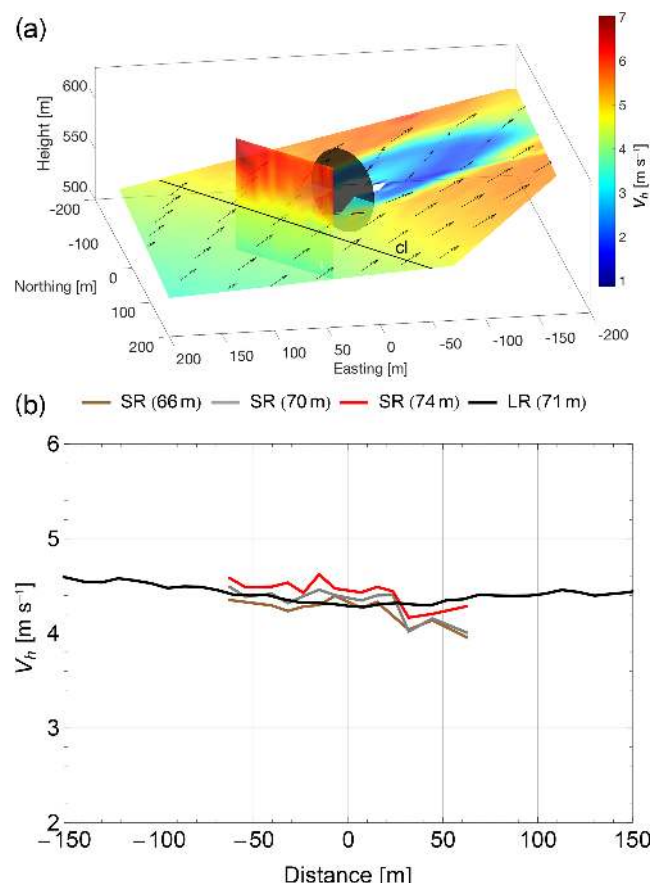 (a)
7
6
5
4
3
2
1
V_h [m s⁻¹]
600
550
500
Height [m]
-200
-100
0
100
200
Northing [m]
200
150
100
50
0
-50
-100
-150
-200
Easting [m]
cl
(b)
SR (66 m) SR (70 m) SR (74 m) LR (71 m)
6
5
4
3
2
V_h [m s⁻¹]
−150 −100 −50 0 50 100 150
Distance [m]